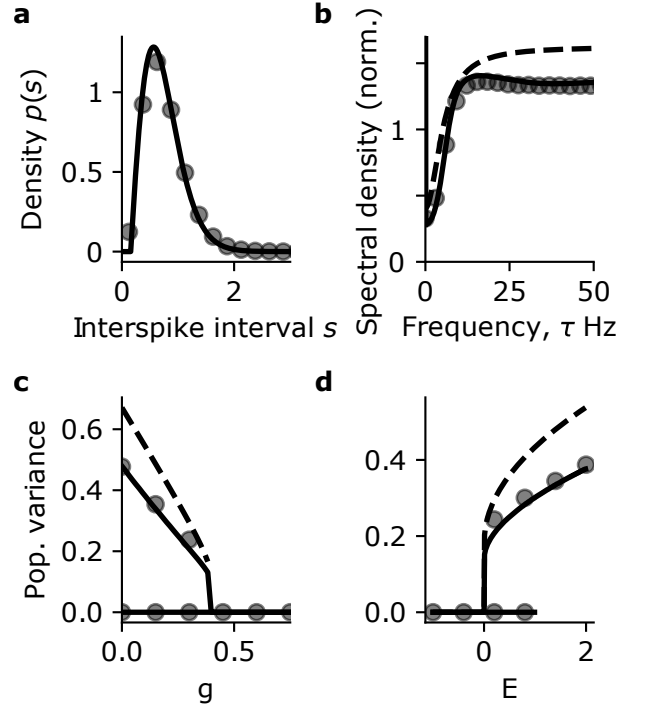 a
Density p(s)
1
0.5
0
0
2
Interspike interval s
b
Spectral density (norm.)
1
0
0
25
50
Frequency, τ Hz
c
Pop. variance
0.6
0.4
0.2
0.0
0.0
0.5
g
d
0.4
0.2
0.0
0
2
E